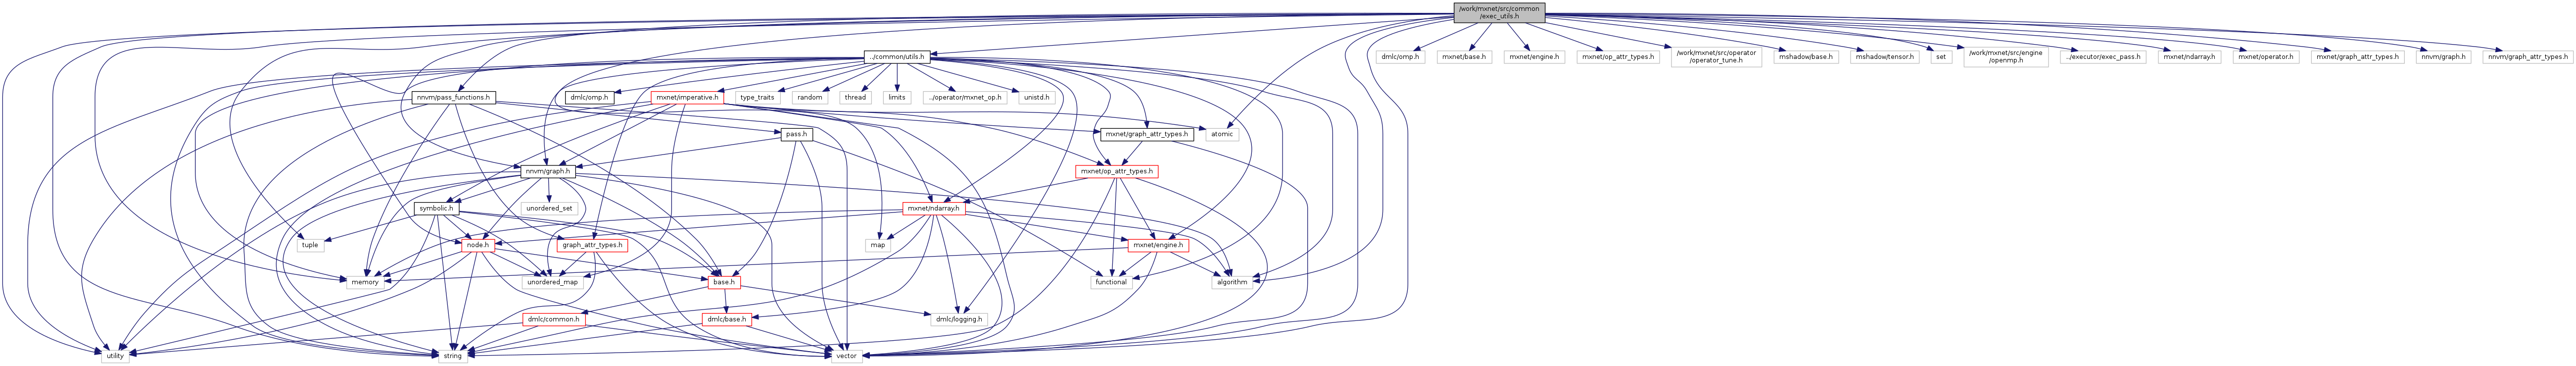 /work/mxnet/src/common
/exec_utils.h
../common/utils.h
dmlc/omp.h
mxnet/base.h
mxnet/engine.h
mxnet/op_attr_types.h
/work/mxnet/src/operator
/operator_tune.h
mshadow/base.h
mshadow/tensor.h
set
/work/mxnet/src/engine
/openmp.h
../executor/exec_pass.h
mxnet/ndarray.h
mxnet/operator.h
mxnet/graph_attr_types.h
nnvm/graph.h
nnvm/graph_attr_types.h
nnvm/pass_functions.h
dmlc/omp.h
mxnet/imperative.h
type_traits
random
thread
limits
../operator/mxnet_op.h
unistd.h
pass.h
mxnet/graph_attr_types.h
atomic
nnvm/graph.h
mxnet/op_attr_types.h
symbolic.h
unordered_set
mxnet/ndarray.h
tuple
node.h
graph_attr_types.h
map
mxnet/engine.h
memory
unordered_map
base.h
functional
algorithm
dmlc/common.h
dmlc/base.h
dmlc/logging.h
utility
string
vector